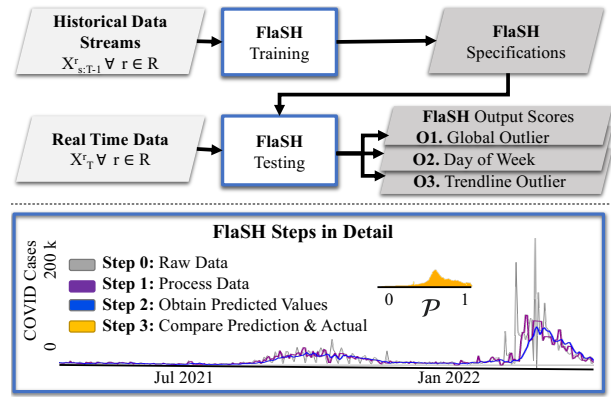 Historical Data
Streams
X^r_{s:T-1} ∀ r ∈ R
FlaSH
Training
FlaSH
Specifications
Real Time Data
X^r_T ∀ r ∈ R
FlaSH
Testing
FlaSH Output Scores
O1. Global Outlier
O2. Day of Week
O3. Trendline Outlier
FlaSH Steps in Detail
COVID Cases
200 k
0
Step 0: Raw Data
Step 1: Process Data
Step 2: Obtain Predicted Values
Step 3: Compare Prediction & Actual
0 𝒫 1
Jul 2021
Jan 2022